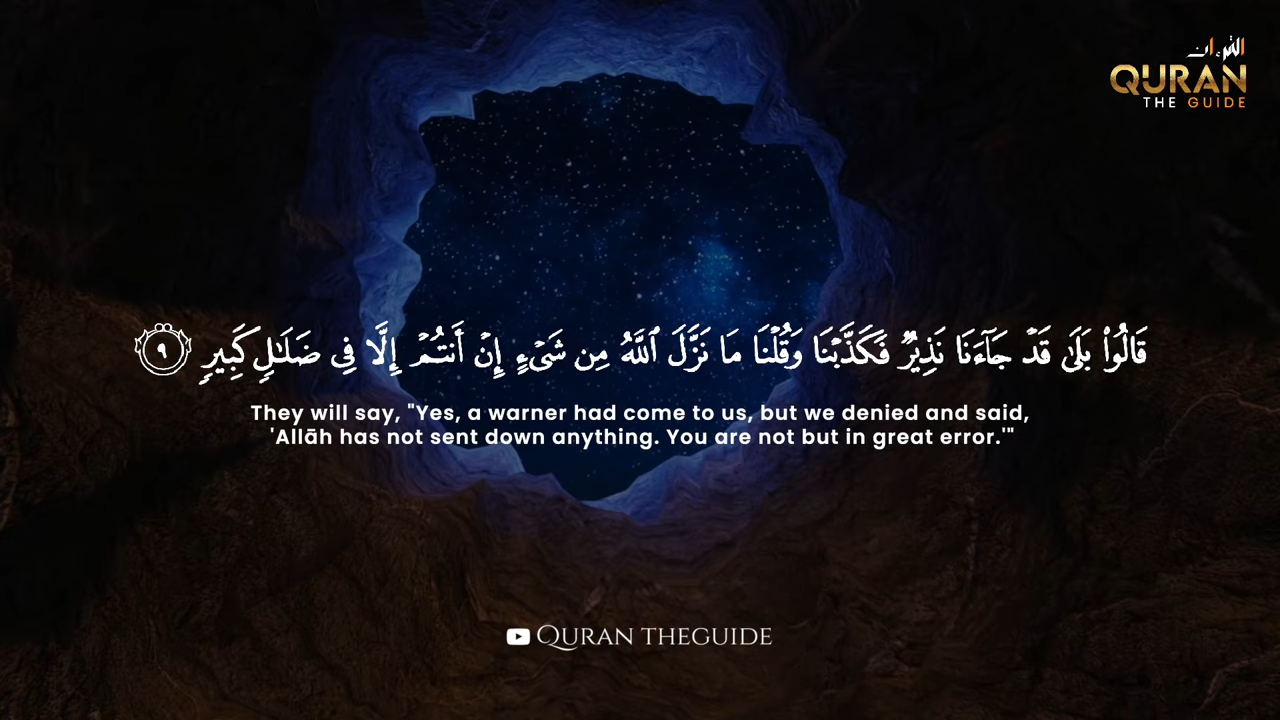 القرءان
QURAN
THE GUIDE
قَالُوا۟ بَلَىٰ قَدْ جَآءَنَا نَذِيرٌ فَكَذَّبْنَا وَقُلْنَا مَا نَزَّلَ ٱللَّهُ مِن شَىْءٍ إِنْ أَنتُمْ إِلَّا فِى ضَلَـٰلٍ كَبِيرٍ ٩
They will say, "Yes, a warner had come to us, but we denied and said,
'Allāh has not sent down anything. You are not but in great error.'"
QURAN THEGUIDE